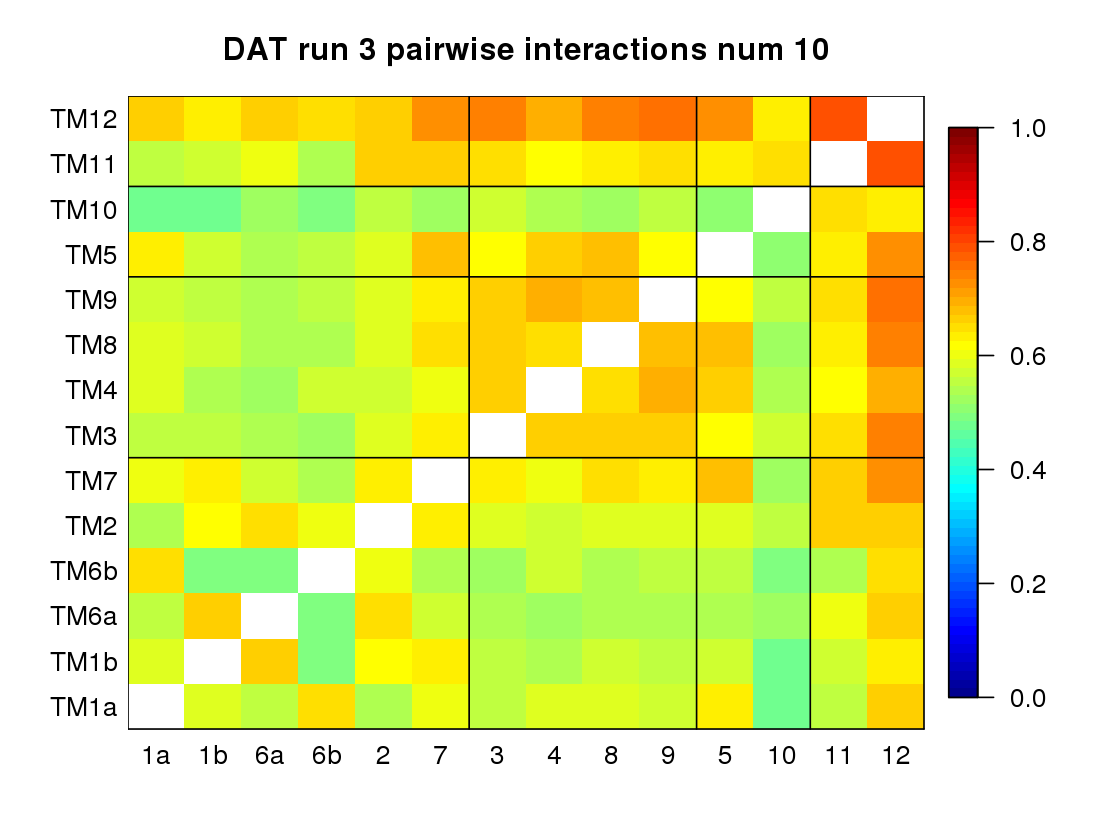 DAT run 3 pairwise interactions num 10
TM12
TM11
TM10
TM5
TM9
TM8
TM4
TM3
TM7
TM2
TM6b
TM6a
TM1b
TM1a
1a 1b 6a 6b 2 7 3 4 8 9 5 10 11 12
1.0
0.8
0.6
0.4
0.2
0.0